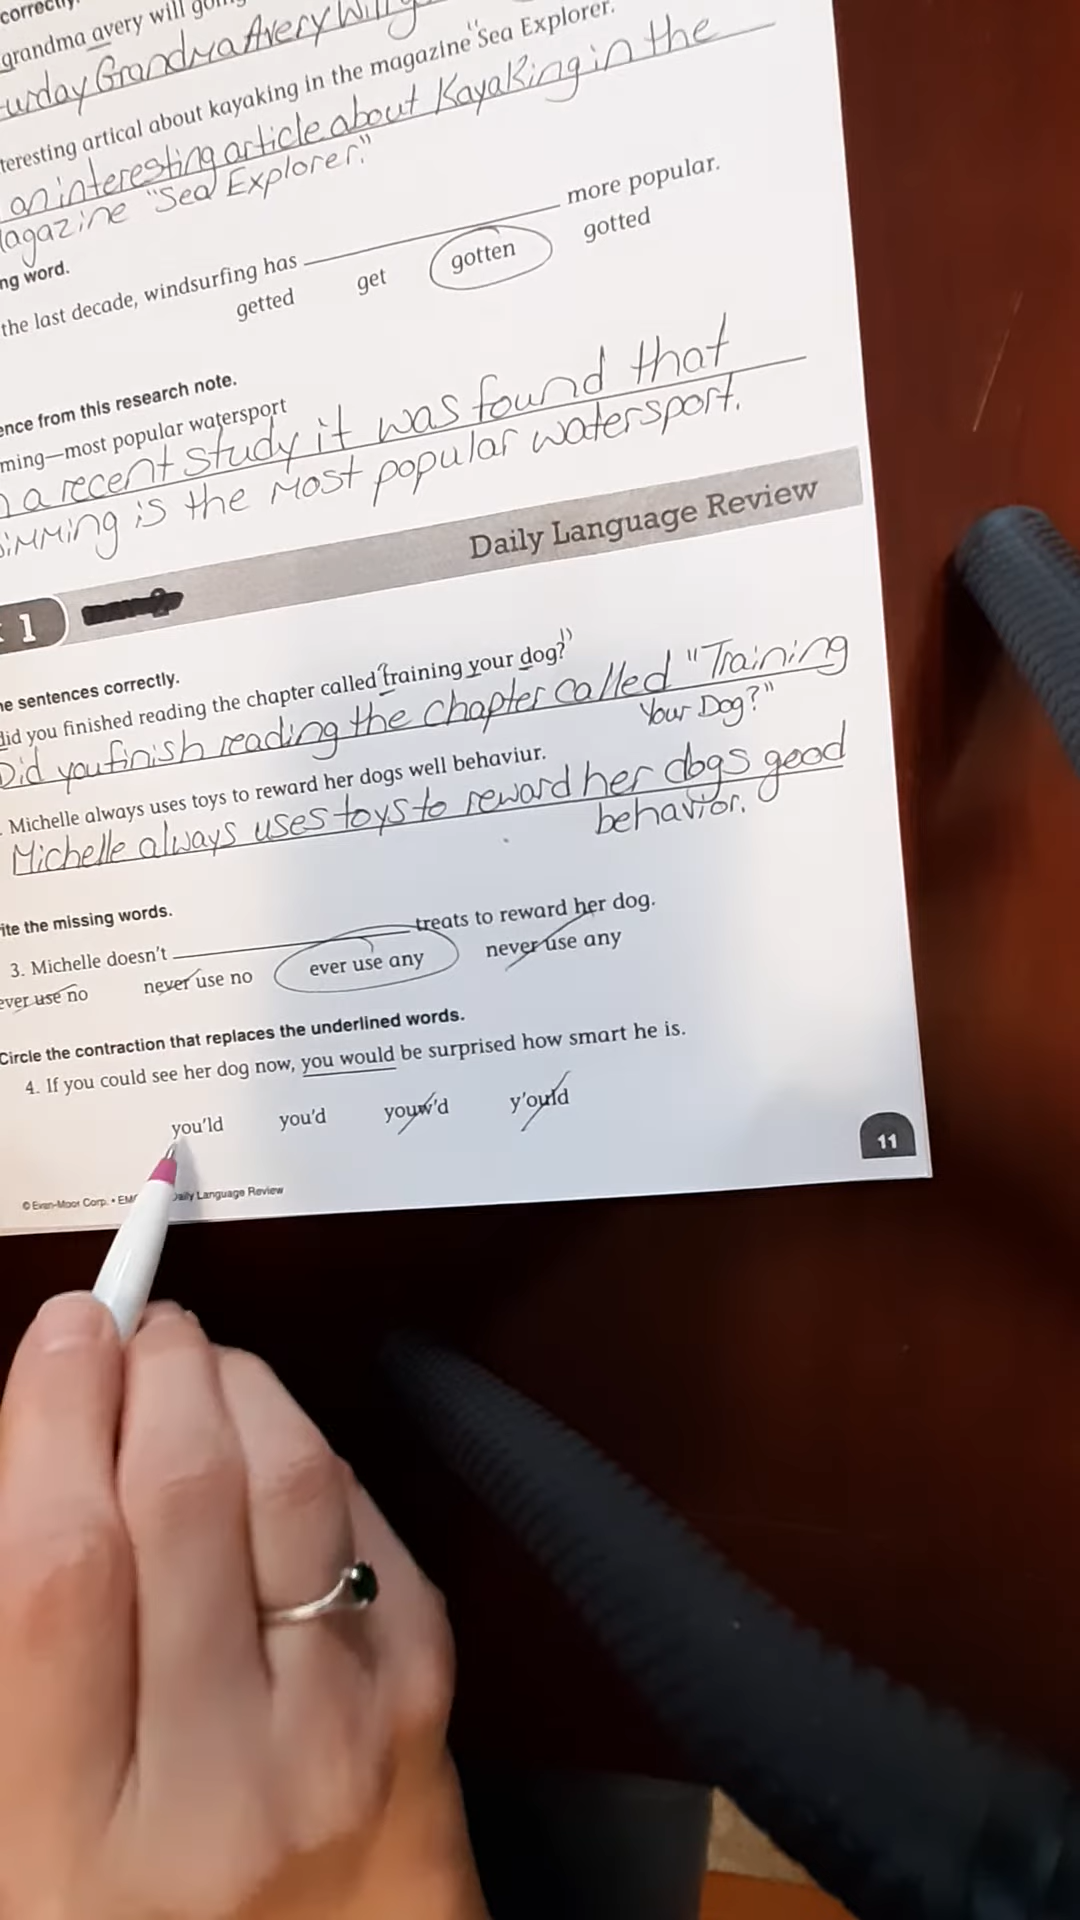 correctly.
grandma avery will
urday Grandma Avery Will
teresting artical about kayaking in the magazine "Sea Explorer.
an interesting article about Kayaking in the
agazine "Sea Explorer."
ng word.
the last decade, windsurfing has ____ more popular.
getted get gotten gotted
ence from this research note.
ming—most popular watersport
a recent study it was found that
imming is the most popular watersport.
Daily Language Review
1
he sentences correctly.
did you finished reading the chapter called "training your dog?"
Did you finish reading the chapter called "Training
Your Dog?"
Michelle always uses toys to reward her dogs well behaviur.
Michelle always uses toys to reward her dogs good
behavior.
ite the missing words.
3. Michelle doesn't ____ treats to reward her dog.
ever use no never use no ever use any never use any
Circle the contraction that replaces the underlined words.
4. If you could see her dog now, you would be surprised how smart he is.
you'ld you'd youw'd y'ould
11
© Evan-Moor Corp. • EM Daily Language Review